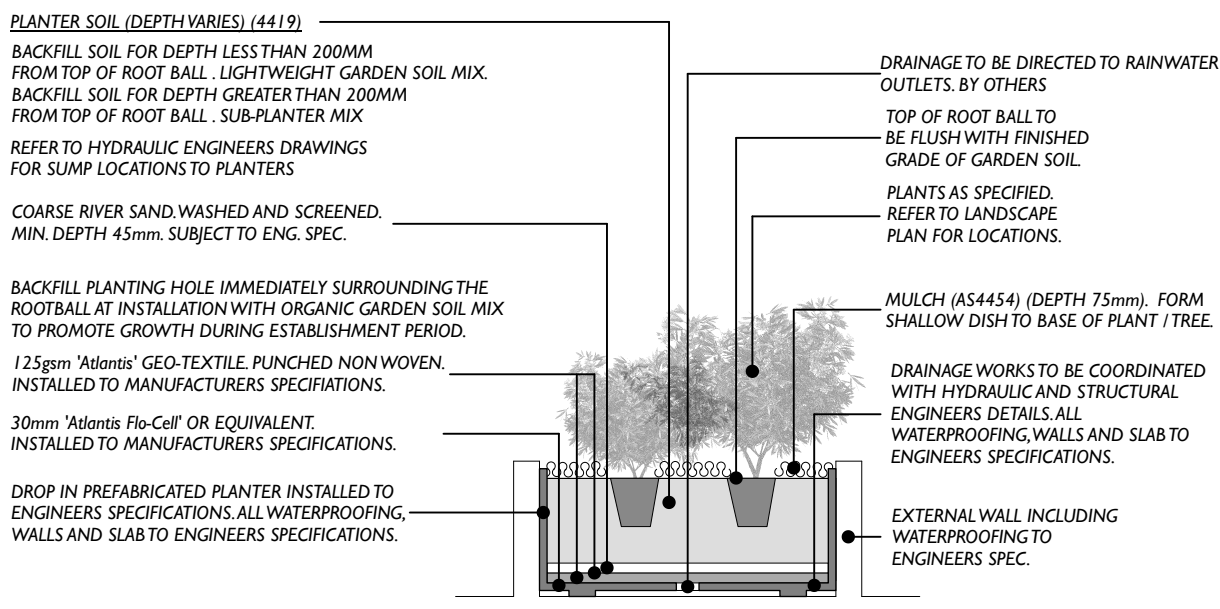 PLANTER SOIL (DEPTH VARIES) (4419)
BACKFILL SOIL FOR DEPTH LESS THAN 200MM
FROM TOP OF ROOT BALL . LIGHTWEIGHT GARDEN SOIL MIX.
BACKFILL SOIL FOR DEPTH GREATER THAN 200MM
FROM TOP OF ROOT BALL . SUB-PLANTER MIX
REFER TO HYDRAULIC ENGINEERS DRAWINGS
FOR SUMP LOCATIONS TO PLANTERS
COARSE RIVER SAND. WASHED AND SCREENED.
MIN. DEPTH 45mm. SUBJECT TO ENG. SPEC.
BACKFILL PLANTING HOLE IMMEDIATELY SURROUNDING THE
ROOTBALL AT INSTALLATION WITH ORGANIC GARDEN SOIL MIX
TO PROMOTE GROWTH DURING ESTABLISHMENT PERIOD.
125gsm 'Atlantis' GEO-TEXTILE. PUNCHED NON WOVEN.
INSTALLED TO MANUFACTURERS SPECIFIATIONS.
30mm 'Atlantis Flo-Cell' OR EQUIVALENT.
INSTALLED TO MANUFACTURERS SPECIFICATIONS.
DROP IN PREFABRICATED PLANTER INSTALLED TO
ENGINEERS SPECIFICATIONS. ALL WATERPROOFING,
WALLS AND SLAB TO ENGINEERS SPECIFICATIONS.
DRAINAGE TO BE DIRECTED TO RAINWATER
OUTLETS. BY OTHERS
TOP OF ROOT BALL TO
BE FLUSH WITH FINISHED
GRADE OF GARDEN SOIL.
PLANTS AS SPECIFIED.
REFER TO LANDSCAPE
PLAN FOR LOCATIONS.
MULCH (AS4454) (DEPTH 75mm). FORM
SHALLOW DISH TO BASE OF PLANT / TREE.
DRAINAGE WORKS TO BE COORDINATED
WITH HYDRAULIC AND STRUCTURAL
ENGINEERS DETAILS. ALL
WATERPROOFING, WALLS AND SLAB TO
ENGINEERS SPECIFICATIONS.
EXTERNAL WALL INCLUDING
WATERPROOFING TO
ENGINEERS SPEC.